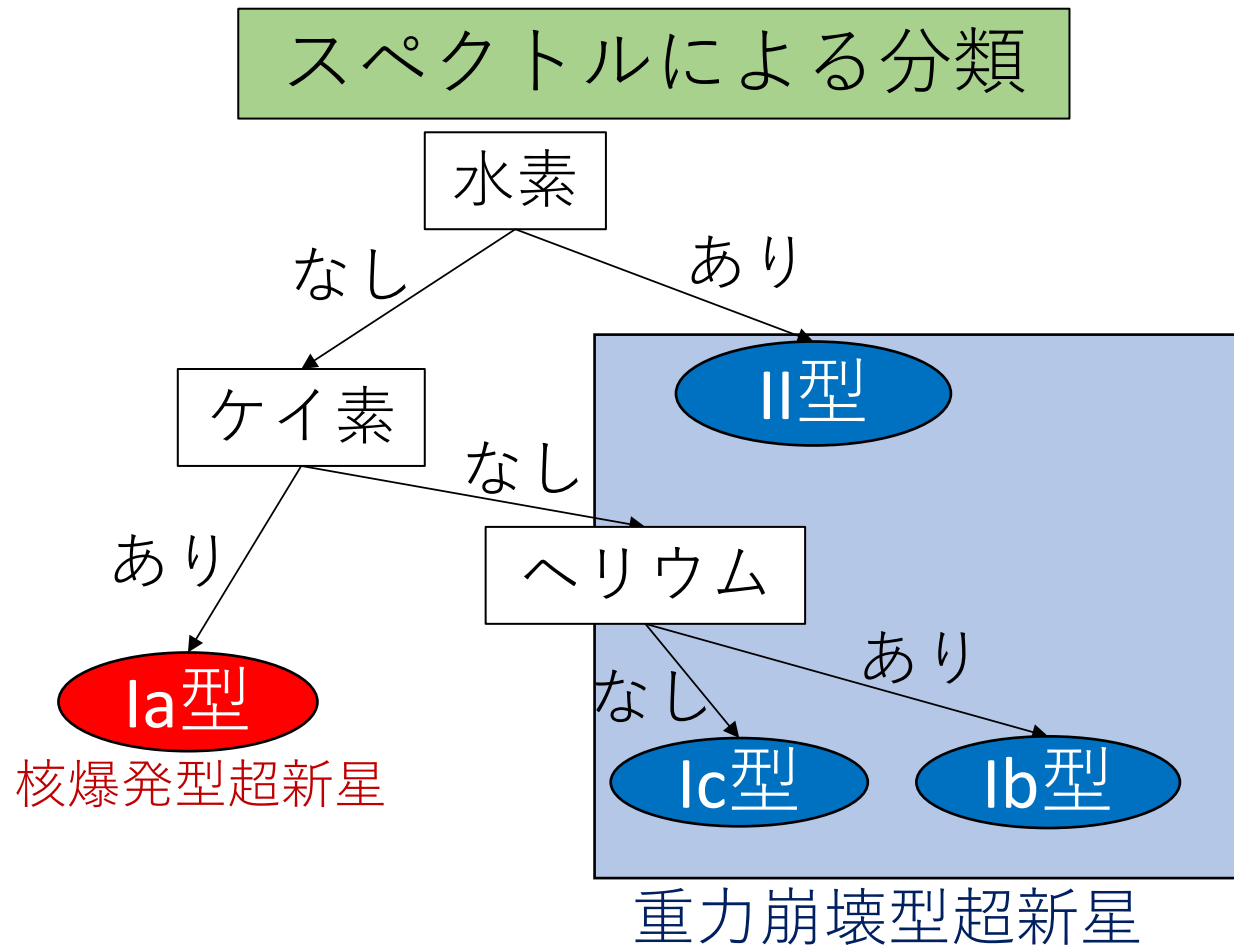 スペクトルによる分類
水素
なし
あり
II型
ケイ素
なし
あり
ヘリウム
なし
あり
Ia型
核爆発型超新星
Ic型
Ib型
重力崩壊型超新星